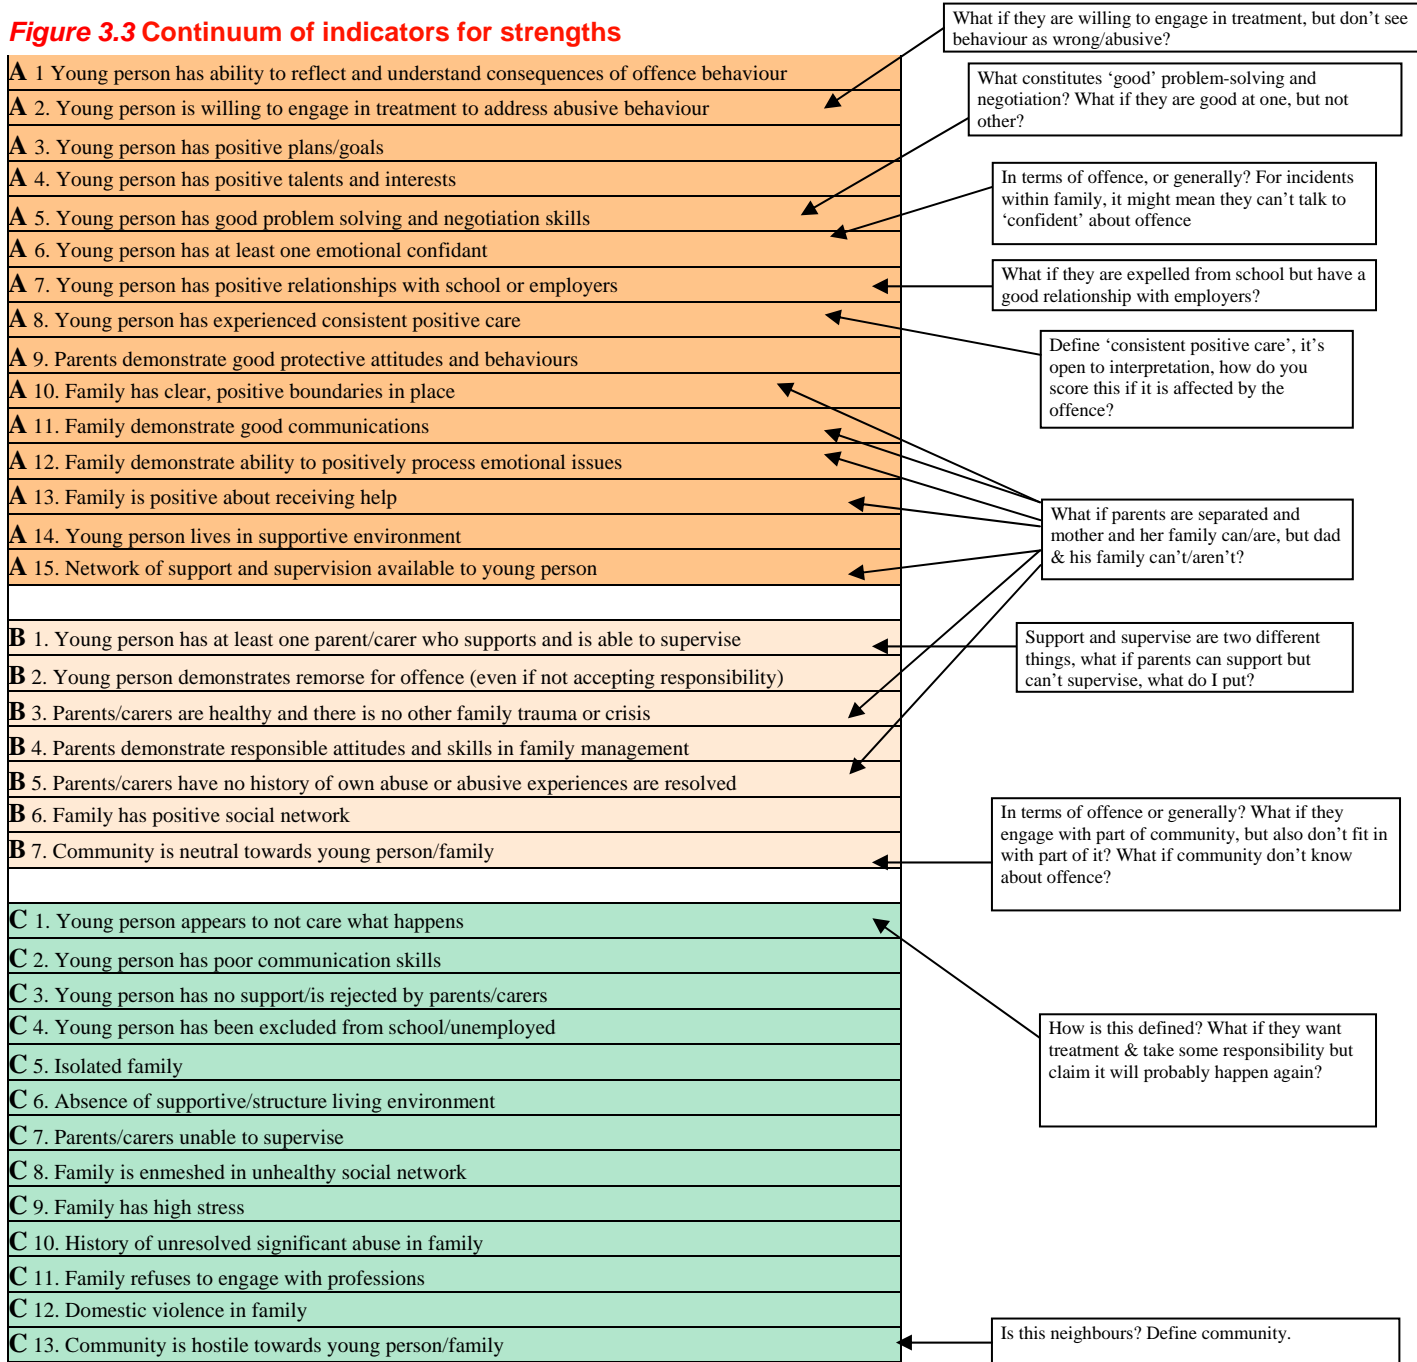 Figure 3.3 Continuum of indicators for strengths
A 1 Young person has ability to reflect and understand consequences of offence behaviour
A 2. Young person is willing to engage in treatment to address abusive behaviour
A 3. Young person has positive plans/goals
A 4. Young person has positive talents and interests
A 5. Young person has good problem solving and negotiation skills
A 6. Young person has at least one emotional confidant
A 7. Young person has positive relationships with school or employers
A 8. Young person has experienced consistent positive care
A 9. Parents demonstrate good protective attitudes and behaviours
A 10. Family has clear, positive boundaries in place
A 11. Family demonstrate good communications
A 12. Family demonstrate ability to positively process emotional issues
A 13. Family is positive about receiving help
A 14. Young person lives in supportive environment
A 15. Network of support and supervision available to young person
B 1. Young person has at least one parent/carer who supports and is able to supervise
B 2. Young person demonstrates remorse for offence (even if not accepting responsibility)
B 3. Parents/carers are healthy and there is no other family trauma or crisis
B 4. Parents demonstrate responsible attitudes and skills in family management
B 5. Parents/carers have no history of own abuse or abusive experiences are resolved
B 6. Family has positive social network
B 7. Community is neutral towards young person/family
C 1. Young person appears to not care what happens
C 2. Young person has poor communication skills
C 3. Young person has no support/is rejected by parents/carers
C 4. Young person has been excluded from school/unemployed
C 5. Isolated family
C 6. Absence of supportive/structure living environment
C 7. Parents/carers unable to supervise
C 8. Family is enmeshed in unhealthy social network
C 9. Family has high stress
C 10. History of unresolved significant abuse in family
C 11. Family refuses to engage with professions
C 12. Domestic violence in family
C 13. Community is hostile towards young person/family
What if they are willing to engage in treatment, but don't see
behaviour as wrong/abusive?
What constitutes 'good' problem-solving and
negotiation? What if they are good at one, but not
other?
In terms of offence, or generally? For incidents
within family, it might mean they can't talk to
'confident' about offence
What if they are expelled from school but have a
good relationship with employers?
Define 'consistent positive care', it's
open to interpretation, how do you
score this if it is affected by the
offence?
What if parents are separated and
mother and her family can/are, but dad
& his family can't/aren't?
Support and supervise are two different
things, what if parents can support but
can't supervise, what do I put?
In terms of offence or generally? What if they
engage with part of community, but also don't fit in
with part of it? What if community don't know
about offence?
How is this defined? What if they want
treatment & take some responsibility but
claim it will probably happen again?
Is this neighbours? Define community.